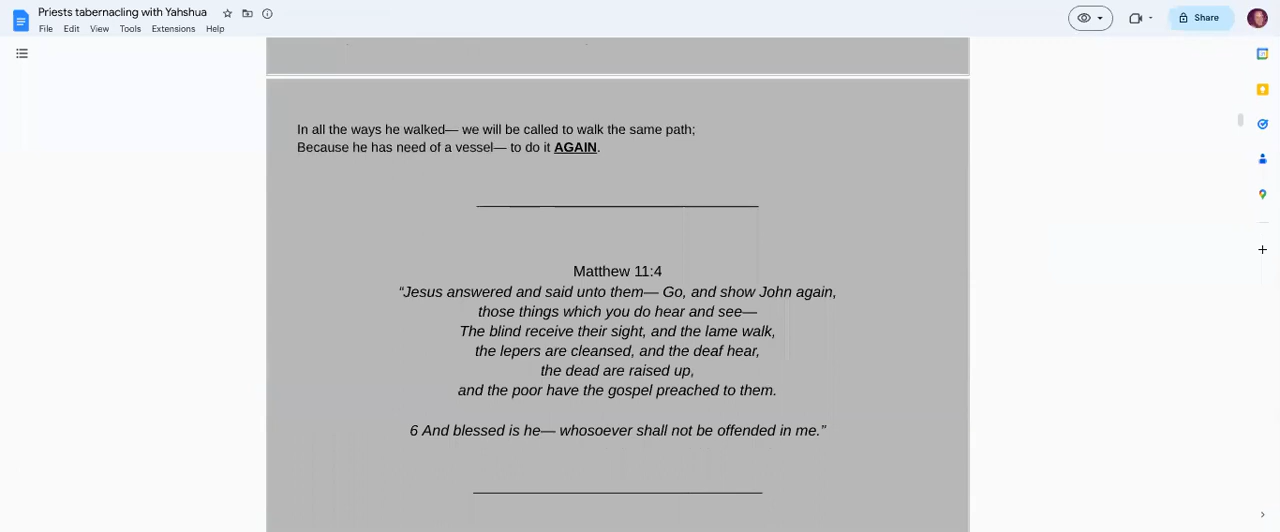 Priests tabernacling with Yahshua
File Edit View Tools Extensions Help
Share
In all the ways he walked— we will be called to walk the same path;
Because he has need of a vessel— to do it AGAIN.
Matthew 11:4
“Jesus answered and said unto them— Go, and show John again,
those things which you do hear and see—
The blind receive their sight, and the lame walk,
the lepers are cleansed, and the deaf hear,
the dead are raised up,
and the poor have the gospel preached to them.
6 And blessed is he— whosoever shall not be offended in me.”